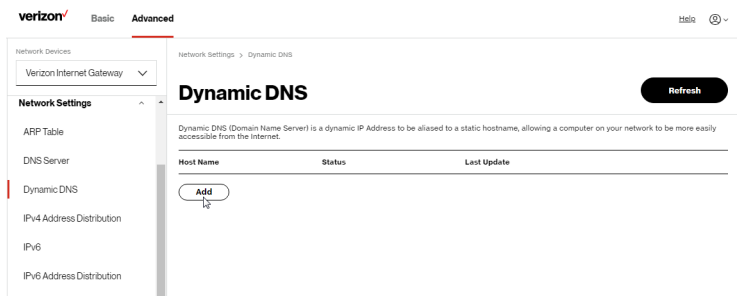 verizon
Basic
Advanced
Help
Network Devices
Verizon Internet Gateway
Network Settings
ARP Table
DNS Server
Dynamic DNS
IPv4 Address Distribution
IPv6
IPv6 Address Distribution
Network Settings > Dynamic DNS
Dynamic DNS
Refresh
Dynamic DNS (Domain Name Server) is a dynamic IP Address to be aliased to a static hostname, allowing a computer on your network to be more easily
accessible from the Internet.
Host Name Status Last Update
Add